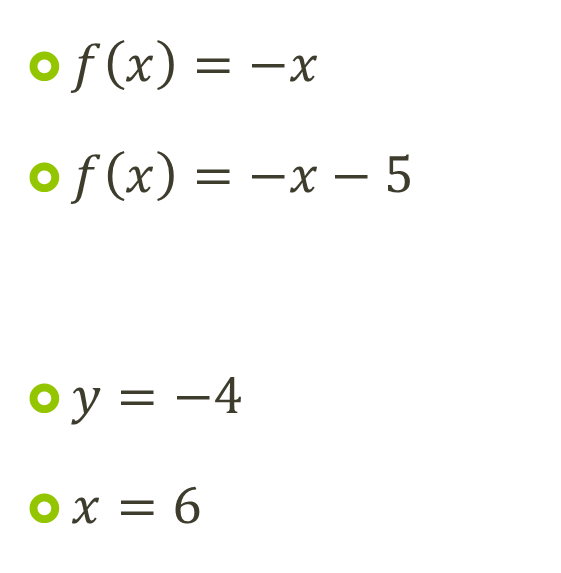 f(x) = −x
f(x) = −x − 5
y = −4
x = 6